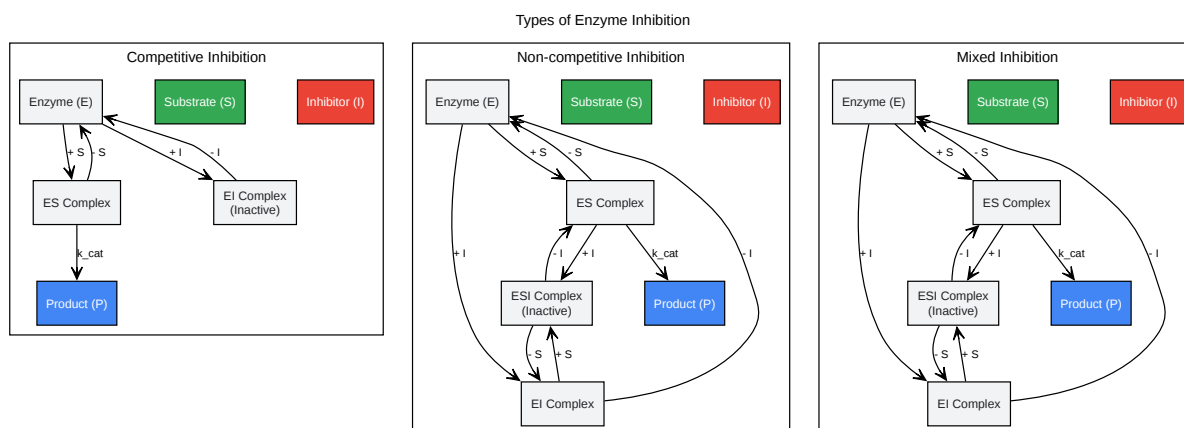 Types of Enzyme Inhibition
Competitive Inhibition
Enzyme (E)
Substrate (S)
Inhibitor (I)
+ S
- S
+ I
- I
ES Complex
EI Complex
(Inactive)
k_cat
Product (P)
Non-competitive Inhibition
Enzyme (E)
Substrate (S)
Inhibitor (I)
+ S
- S
ES Complex
+ I
- I
+ I
k_cat
- I
ESI Complex
(Inactive)
Product (P)
- S
+ S
EI Complex
Mixed Inhibition
Enzyme (E)
Substrate (S)
Inhibitor (I)
+ S
- S
ES Complex
+ I
- I
+ I
k_cat
- I
ESI Complex
(Inactive)
Product (P)
- S
+ S
EI Complex